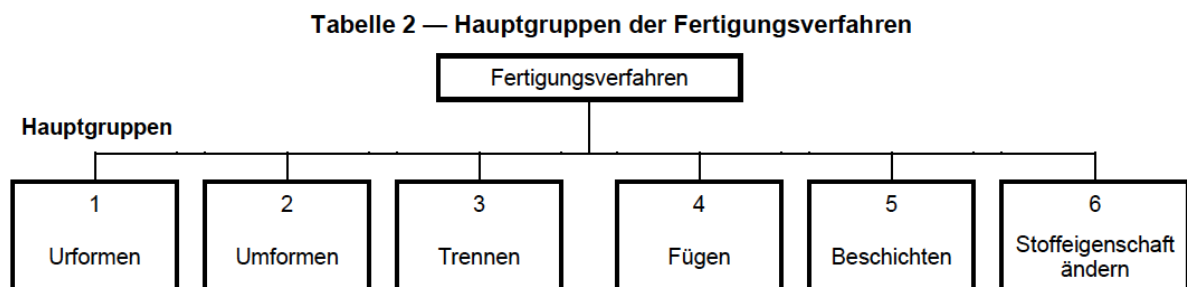 Tabelle 2 — Hauptgruppen der Fertigungsverfahren
Fertigungsverfahren
Hauptgruppen
1
Urformen
2
Umformen
3
Trennen
4
Fügen
5
Beschichten
6
Stoffeigenschaft
ändern